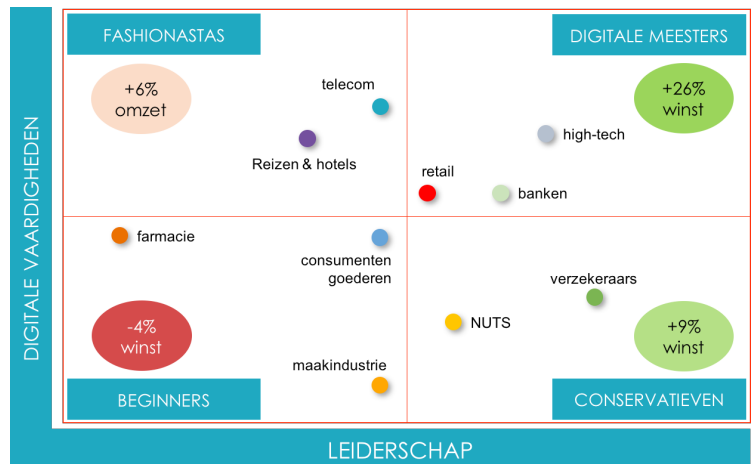 FASHIONASTAS
DIGITALE MEESTERS
+6%
omzet
+26%
winst
telecom
high-tech
Reizen & hotels
retail
banken
DIGITALE VAARDIGHEDEN
farmacie
consumenten
goederen
verzekeraars
NUTS
-4%
winst
+9%
winst
maakindustrie
BEGINNERS
CONSERVATIEVEN
LEIDERSCHAP